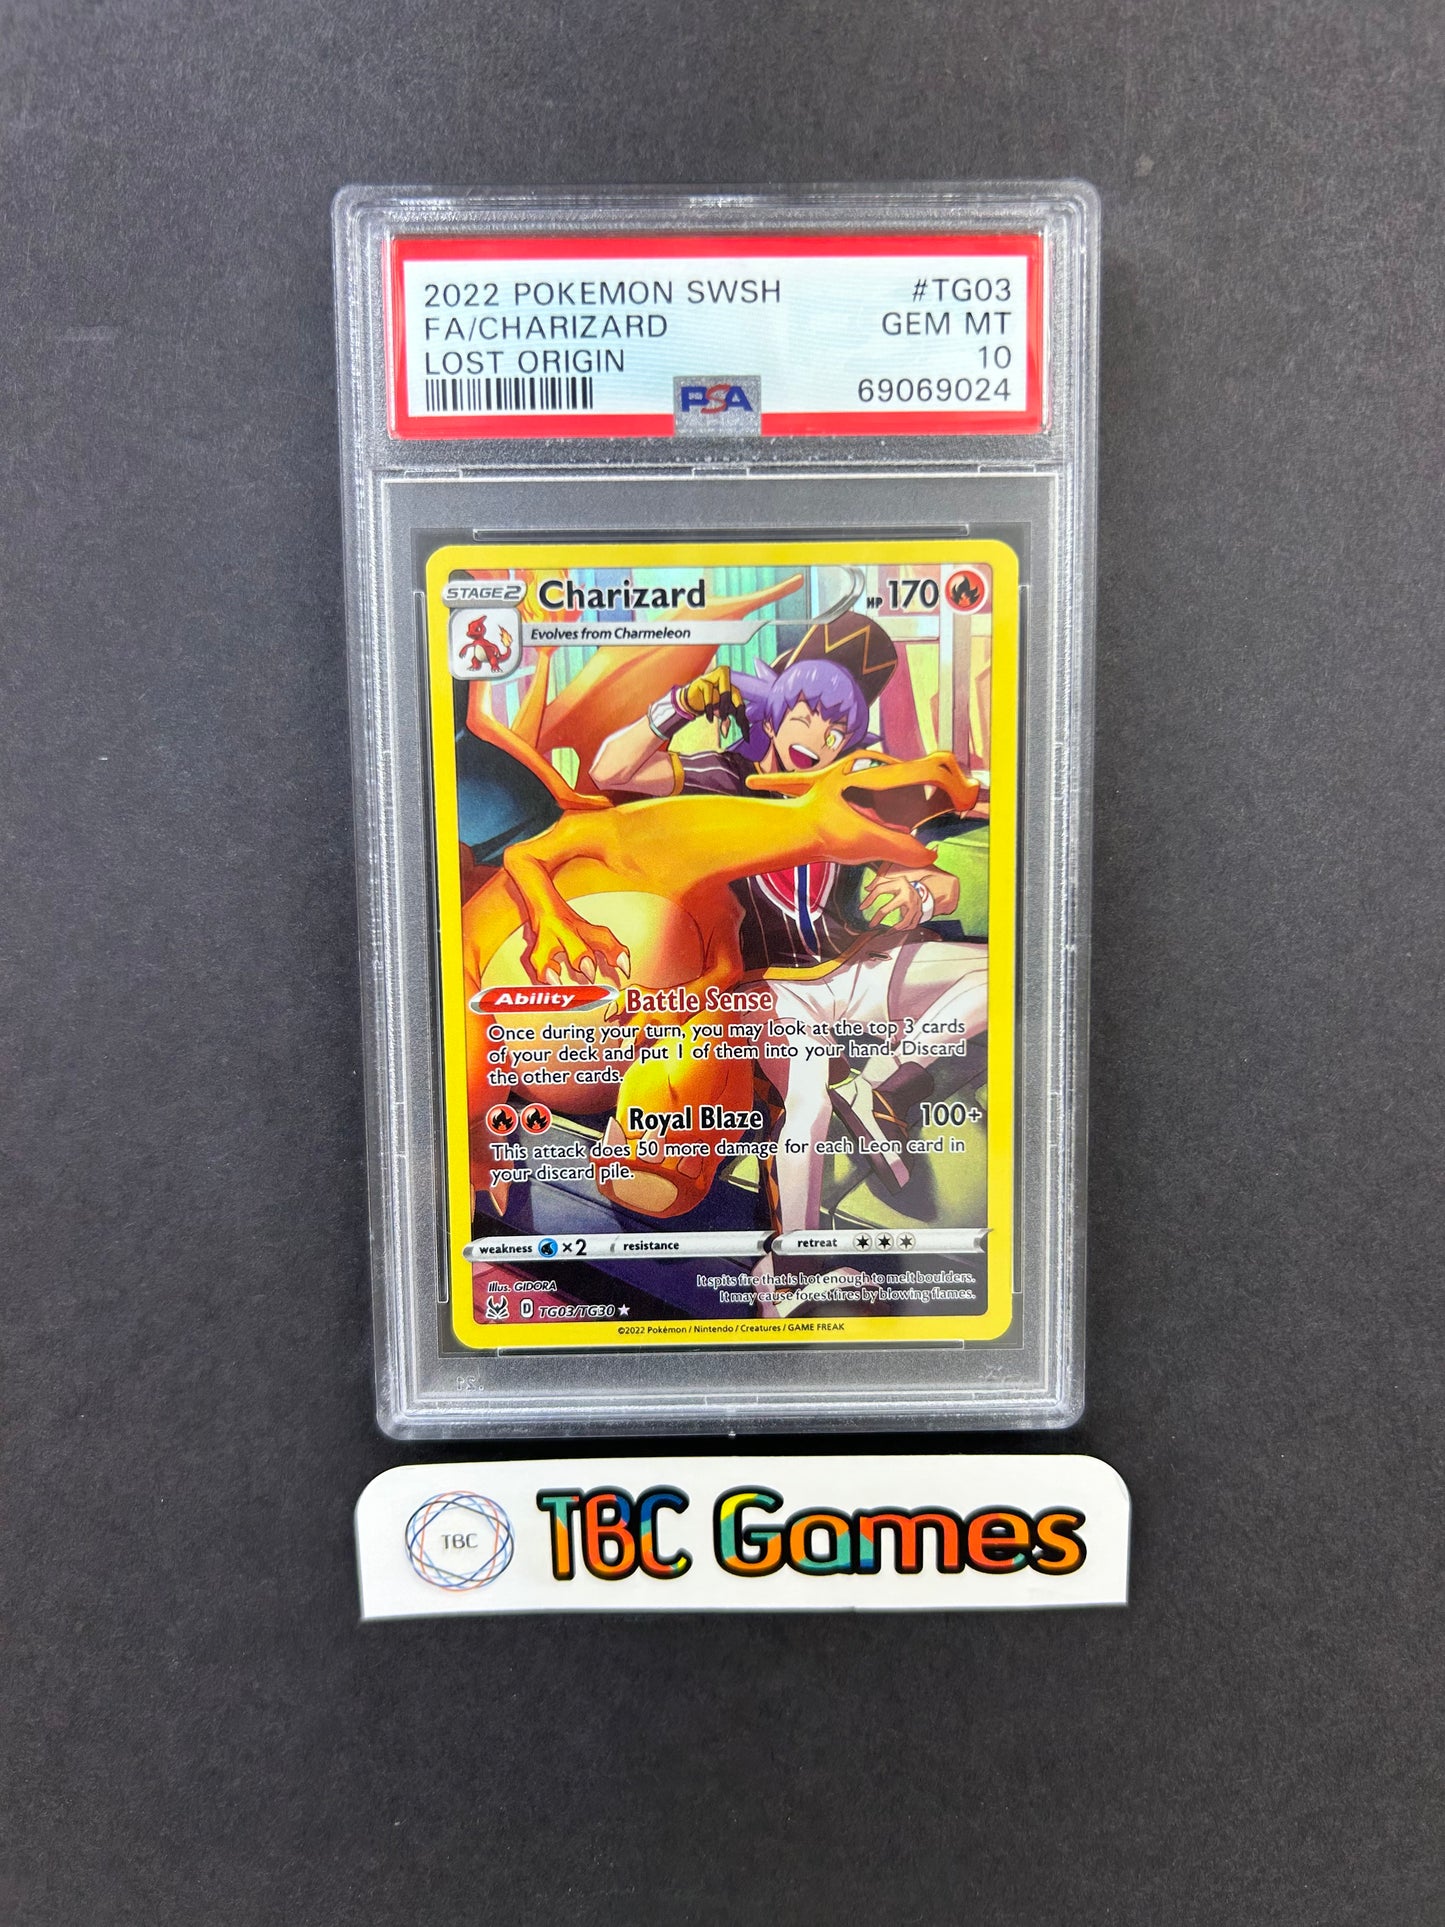 2022 POKEMON SWSH #TG03
FA/CHARIZARD GEM MT
LOST ORIGIN 10
PSA 69069024
STAGE2 Charizard HP 170
Evolves from Charmeleon
Ability Battle Sense
Once during your turn, you may look at the top 3 cards
of your deck and put 1 of them into your hand. Discard
the other cards.
Royal Blaze 100+
This attack does 50 more damage for each Leon card in
your discard pile.
weakness ×2 resistance retreat
Illus. GIDORA
It spits fire that is hot enough to melt boulders.
It may cause forest fires by blowing flames.
D TG03/TG30
©2022 Pokémon / Nintendo / Creatures / GAME FREAK
TBC TBC Games